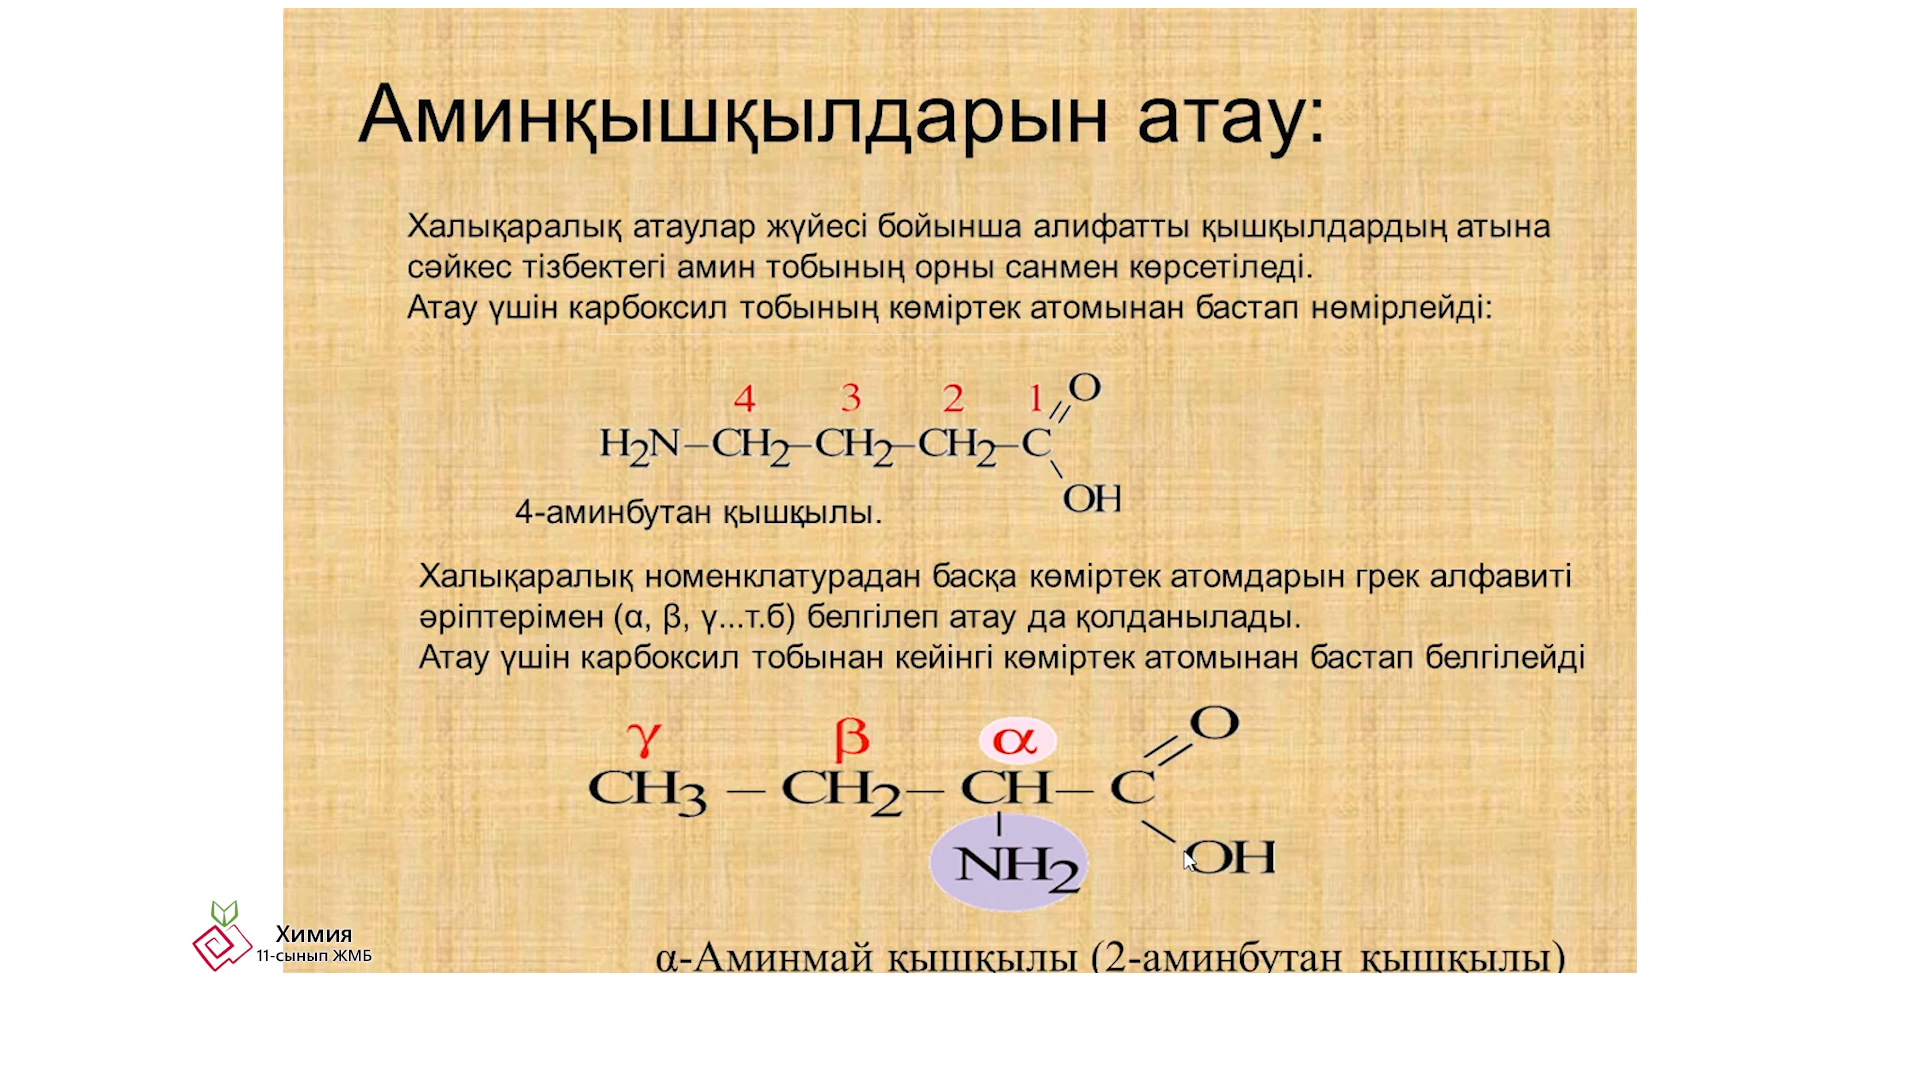 Аминқышқылдарын атау:
Халықаралық атаулар жүйесі бойынша алифатты қышқылдардың атына
сәйкес тізбектегі амин тобының орны санмен көрсетіледі.
Атау үшін карбоксил тобының көміртек атомынан бастап нөмірлейді:
4 3 2 1 O
H2N–CH2–CH2–CH2–C
OH
4-аминбутан қышқылы.
Халықаралық номенклатурадан басқа көміртек атомдарын грек алфавиті
әріптерімен (α, β, γ...т.б) белгілеп атау да қолданылады.
Атау үшін карбоксил тобынан кейінгі көміртек атомынан бастап белгілейді
γ β α O
CH3 – CH2 – CH – C
NH2 OH
α-Аминмай қышқылы (2-аминбутан қышқылы)
Химия
11-сынып ЖМБ